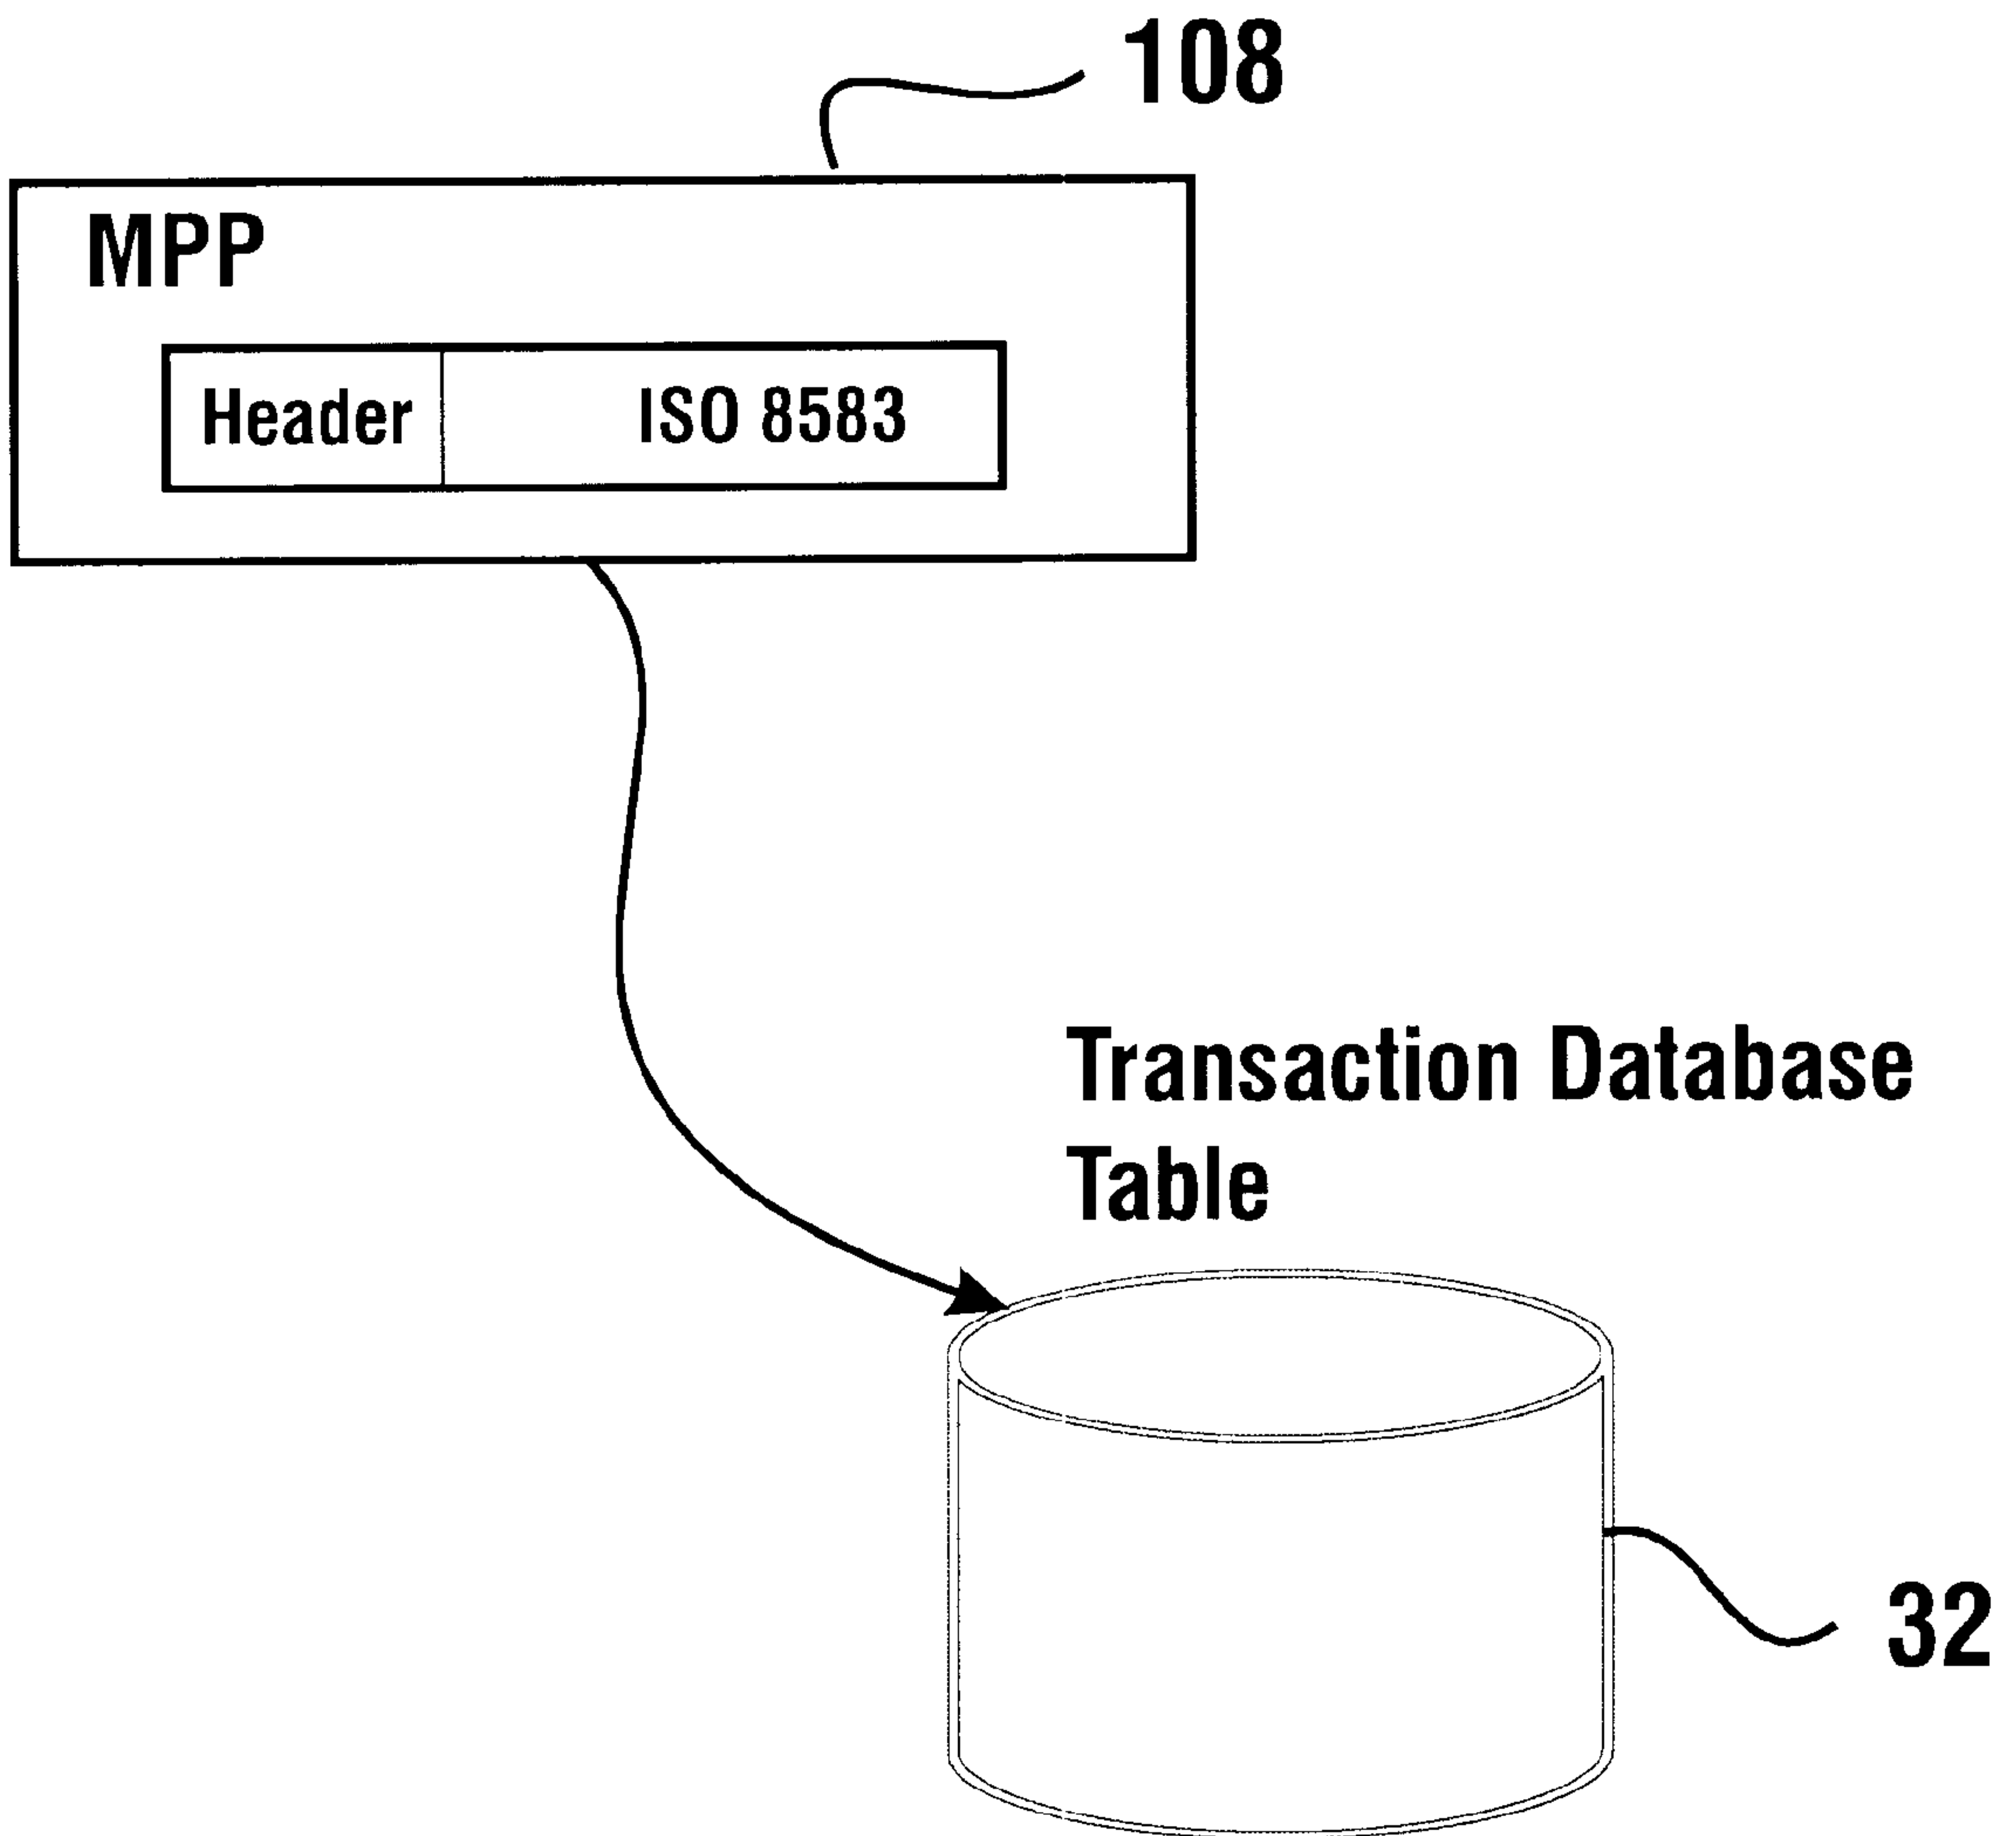 108
MPP
Header ISO 8583
Transaction Database
Table
32